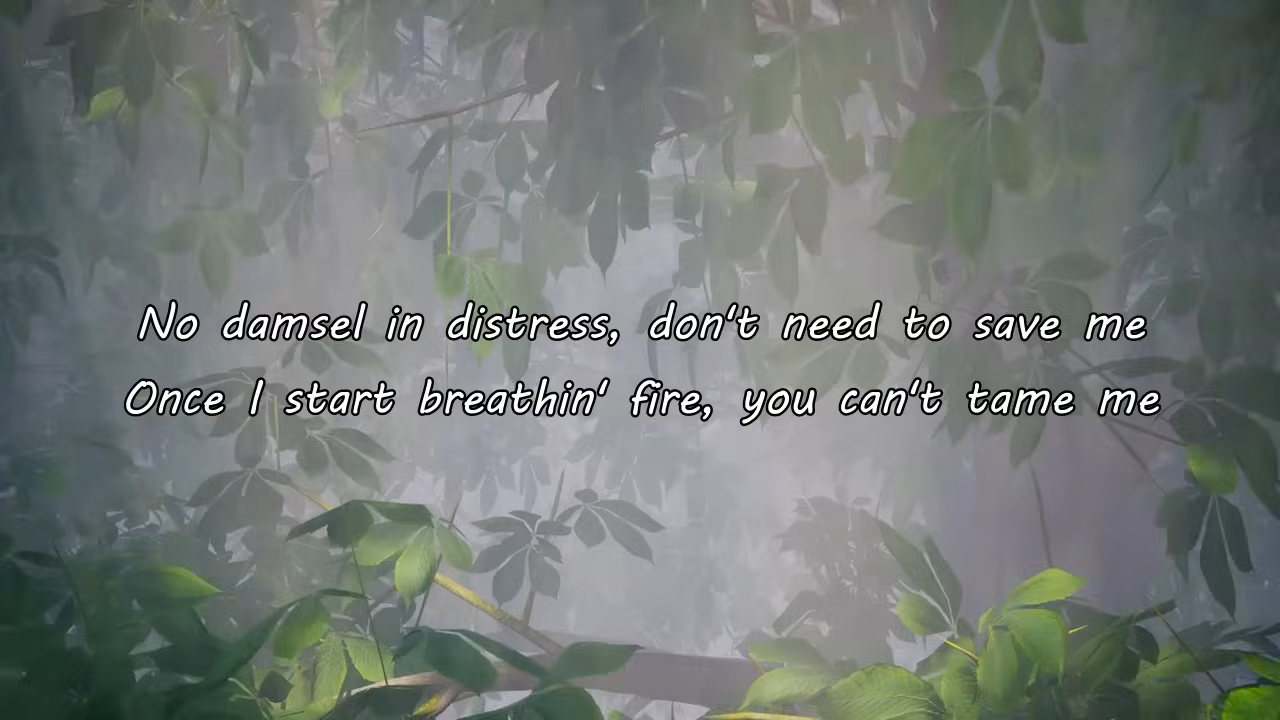 No damsel in distress, don't need to save me
Once I start breathin' fire, you can't tame me